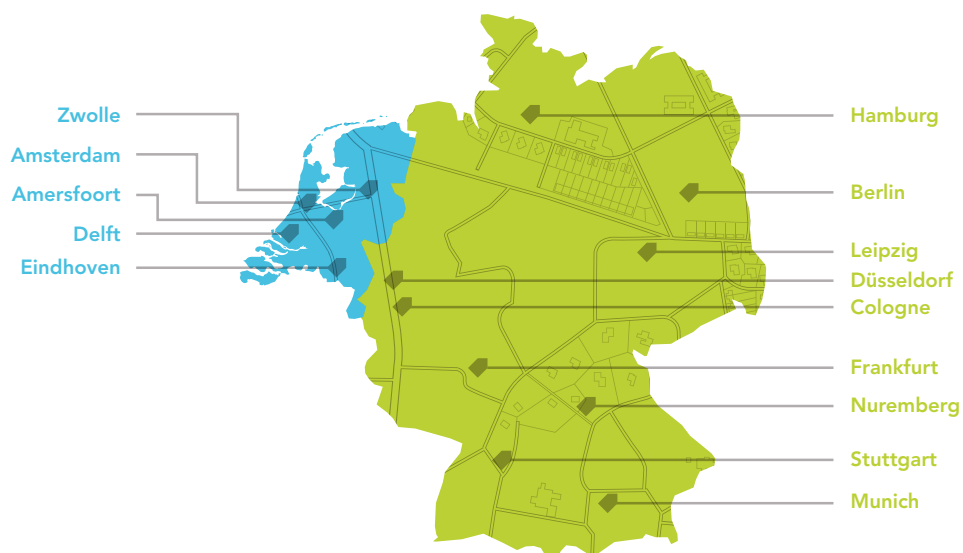 Zwolle
Amsterdam
Amersfoort
Delft
Eindhoven
Hamburg
Berlin
Leipzig
Düsseldorf
Cologne
Frankfurt
Nuremberg
Stuttgart
Munich